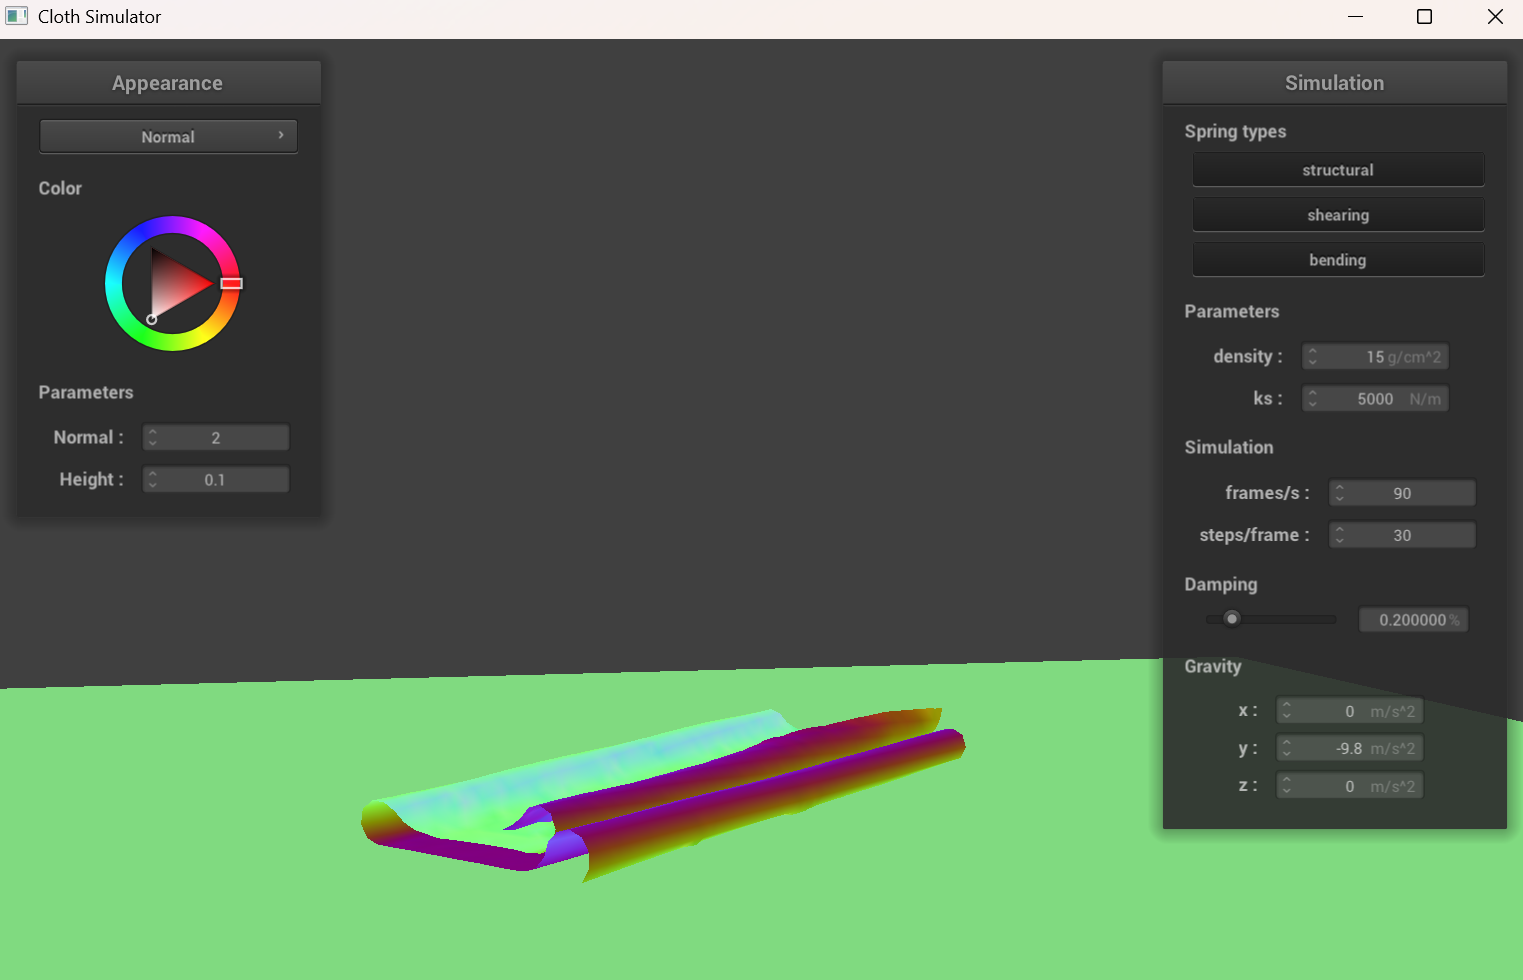 Cloth Simulator
Appearance
Normal
Color
Parameters
Normal : 2
Height : 0.1
Simulation
Spring types
structural
shearing
bending
Parameters
density : 15 g/cm^2
ks : 5000 N/m
Simulation
frames/s : 90
steps/frame : 30
Damping
0.200000 %
Gravity
x : 0 m/s^2
y : -9.8 m/s^2
z : 0 m/s^2